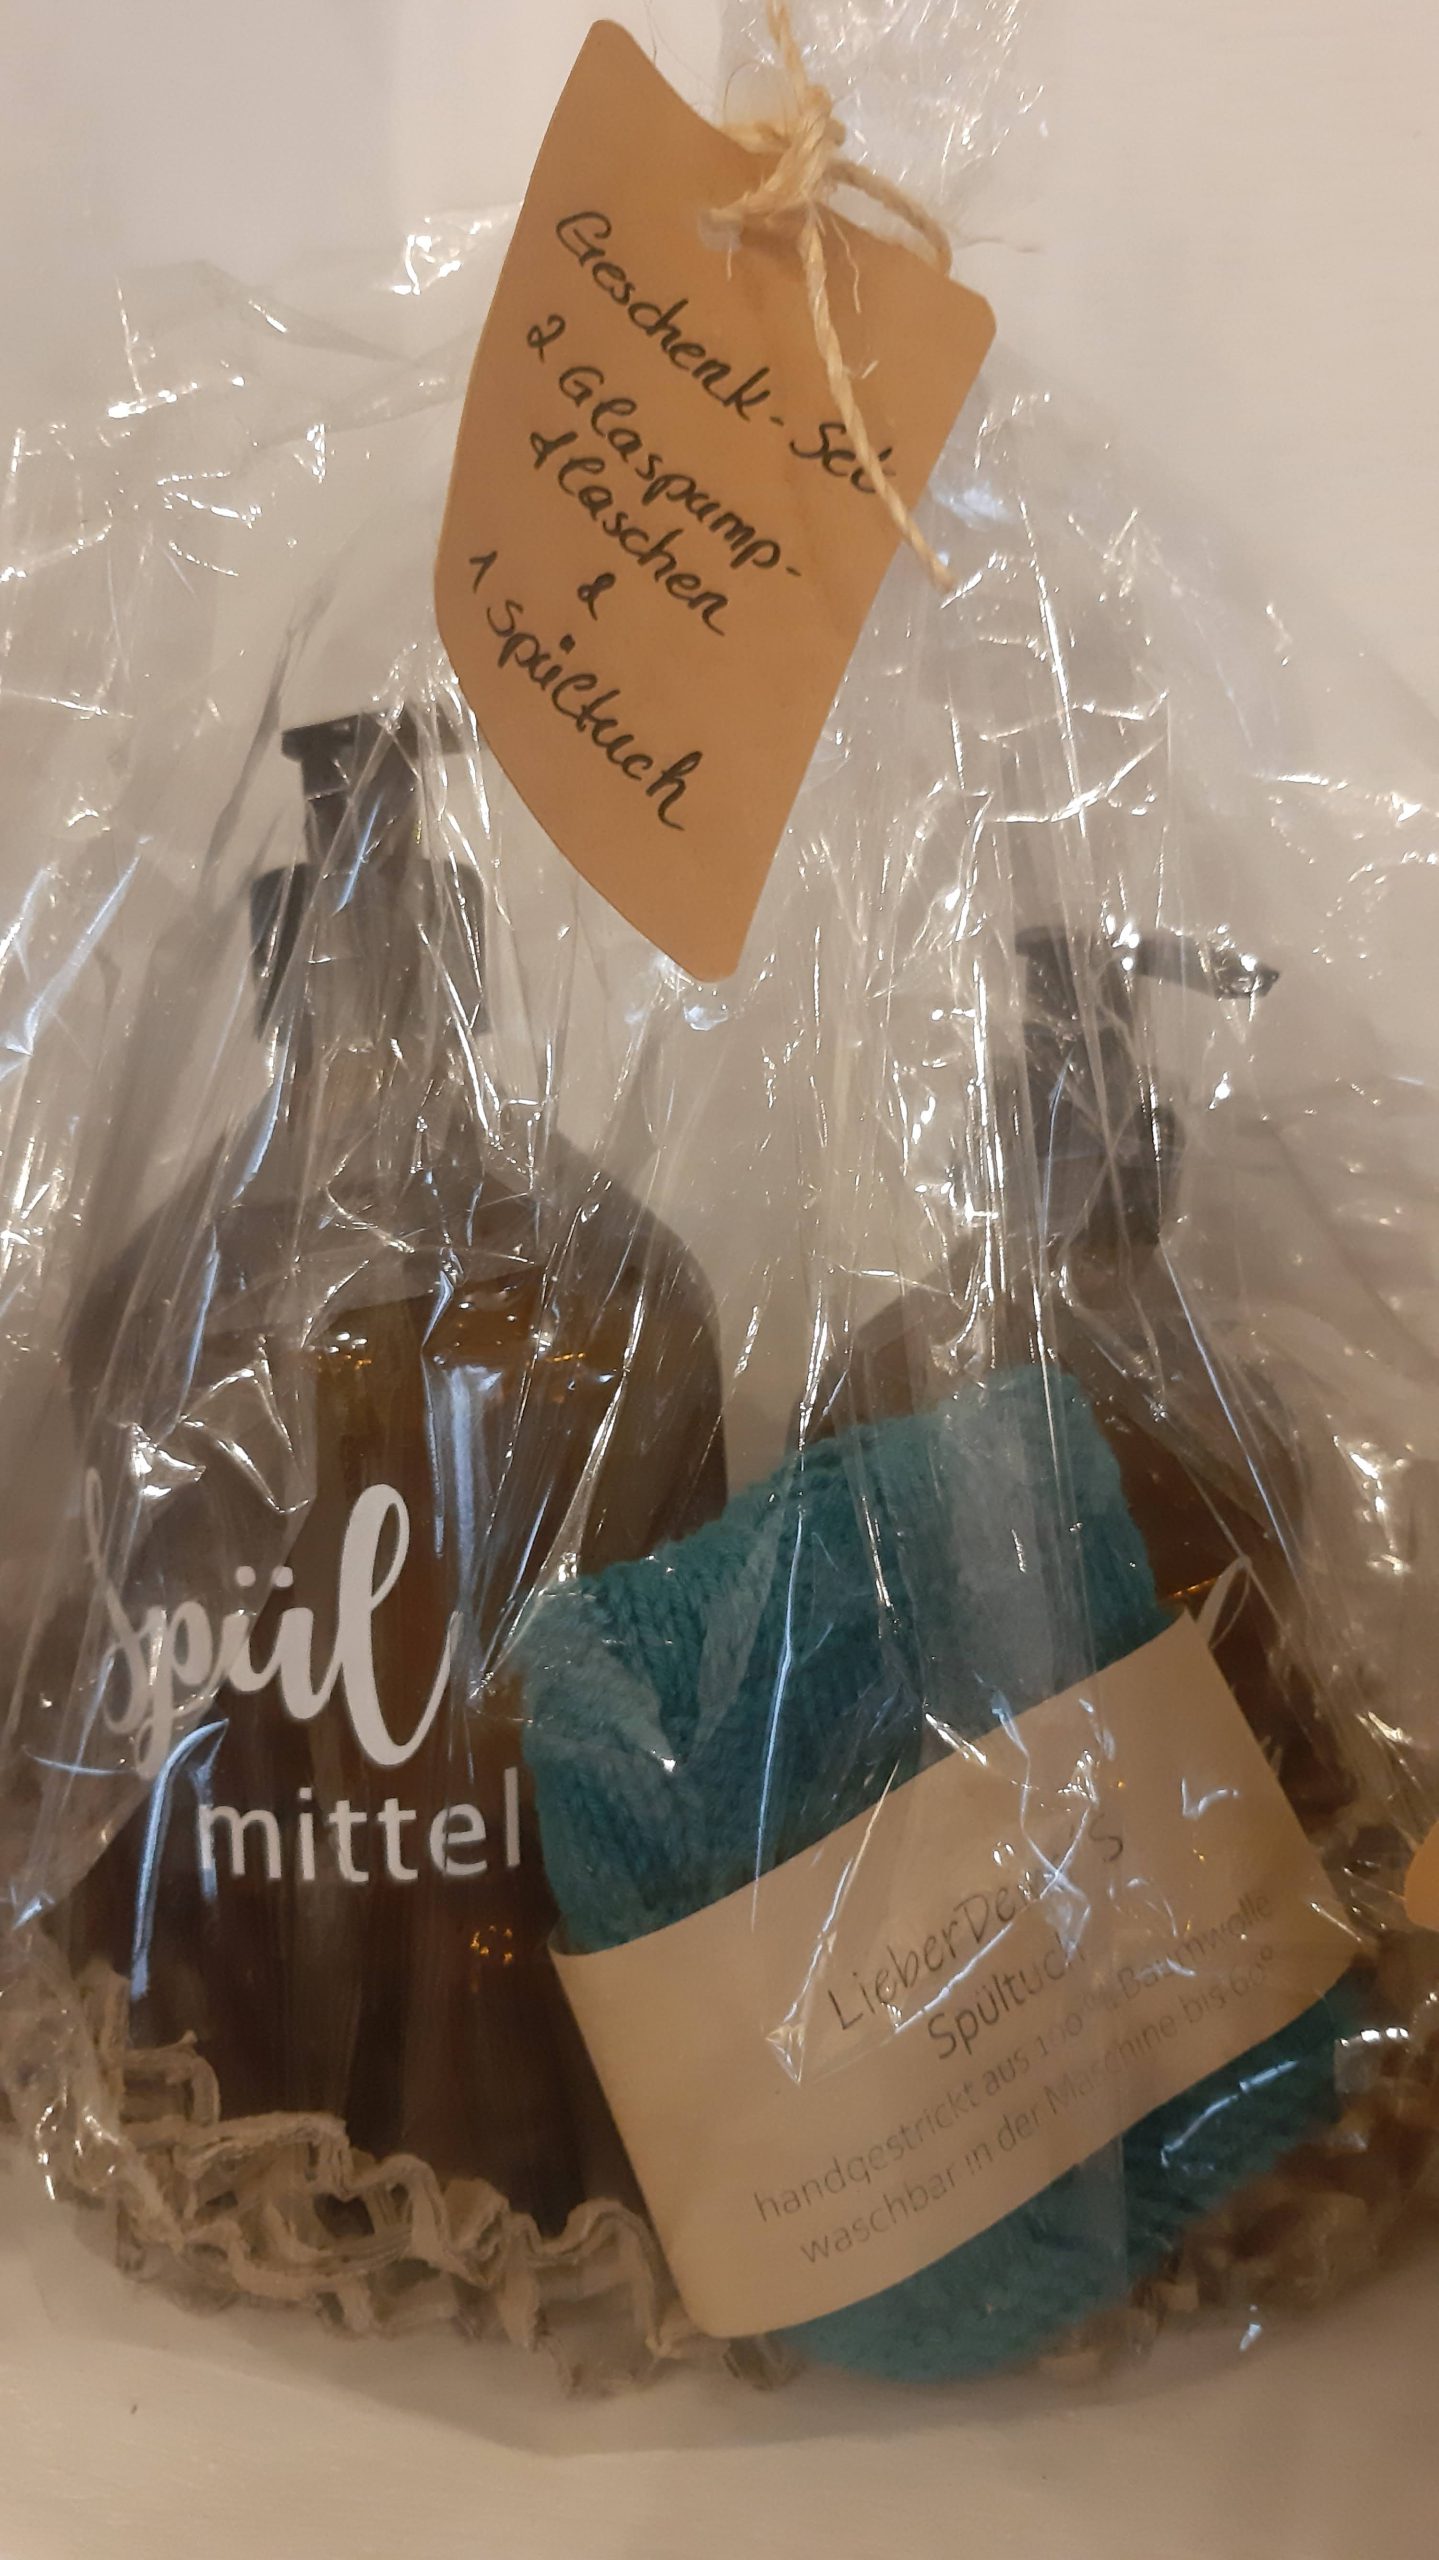 Geschenk-Set
2 Glaspump-
flaschen
&
1 Spültuch
Spül
mittel
Spültuch
handgestrickt aus 100% Baumwolle
waschbar in der Maschine bis 60°